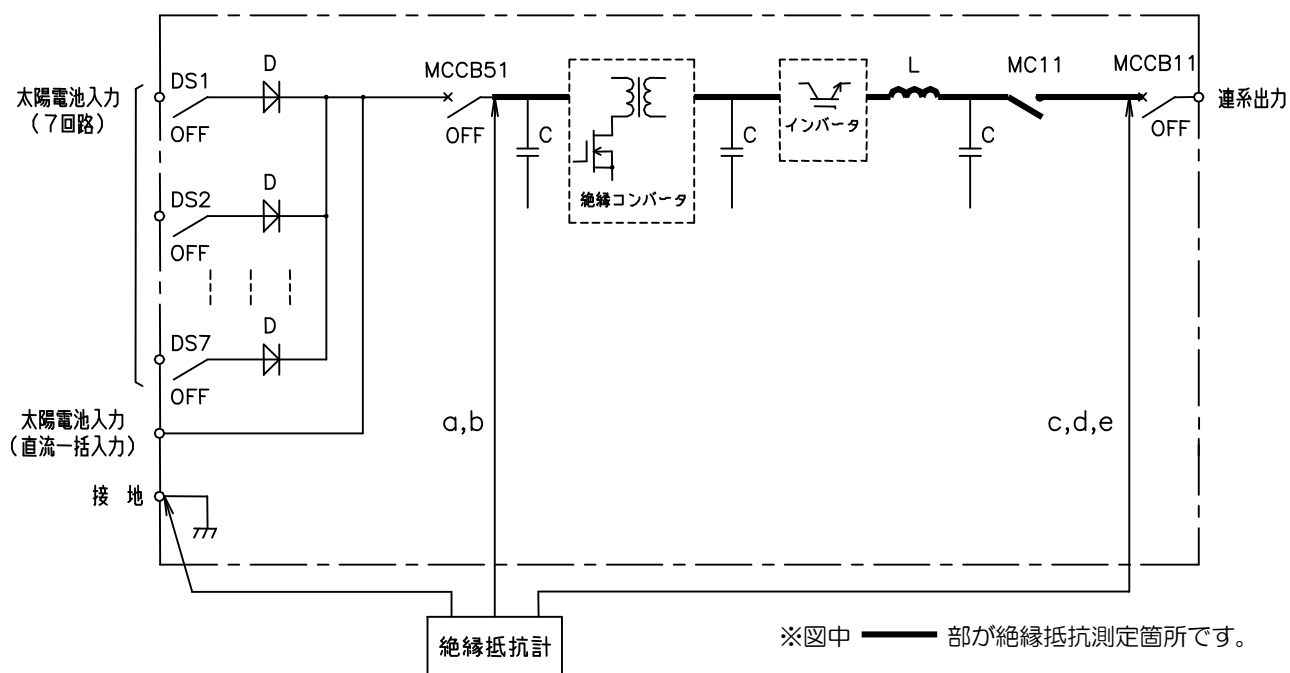 太陽電池入力
(7回路)
DS1
OFF
D
DS2
OFF
D
DS7
OFF
D
太陽電池入力
(直流一括入力)
接 地
MCCB51
OFF
C
絶縁コンバータ
C
インバータ
L
C
MC11
MCCB11
OFF
連系出力
a,b
c,d,e
絶縁抵抗計
※図中 部が絶縁抵抗測定箇所です。